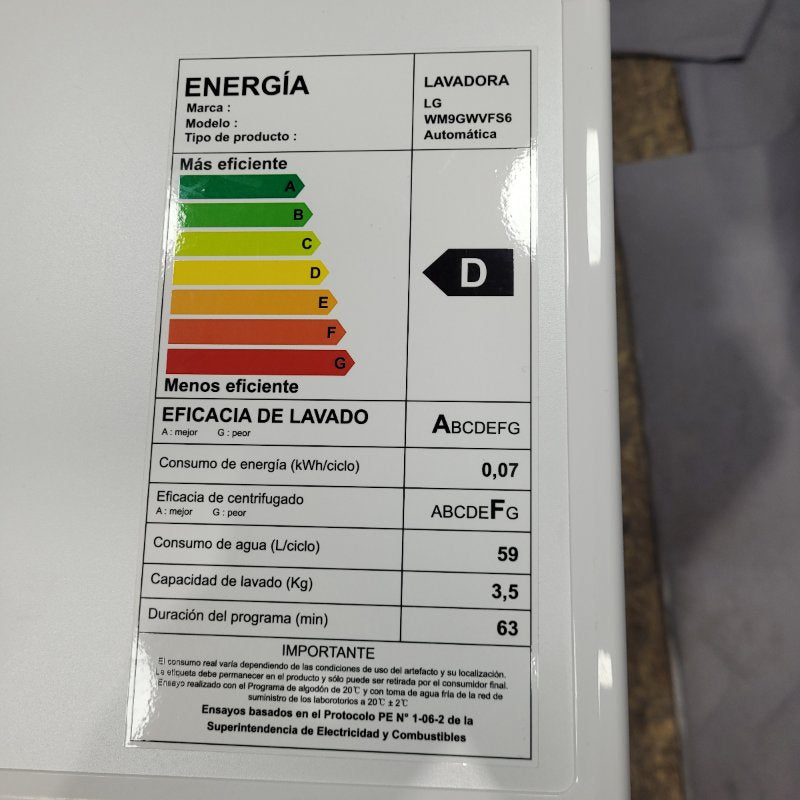 ENERGÍA
Marca :
Modelo :
Tipo de producto :
LAVADORA
LG
WM9GWVFS6
Automática
Más eficiente
A
B
C
D
E
F
G
Menos eficiente
D
EFICACIA DE LAVADO
A : mejor G : peor
ABCDEFG
Consumo de energía (kWh/ciclo)
0,07
Eficacia de centrifugado
A : mejor G : peor
ABCDEFG
Consumo de agua (L/ciclo)
59
Capacidad de lavado (Kg)
3,5
Duración del programa (min)
63
IMPORTANTE
El consumo real varía dependiendo de las condiciones de uso del artefacto y su localización.
La etiqueta debe permanecer en el producto y sólo puede ser retirada por el consumidor final.
Ensayo realizado con el Programa de algodón de 20℃ y con toma de agua fría de la red de
suministro de los laboratorios a 20℃ ± 2℃
Ensayos basados en el Protocolo PE N° 1-06-2 de la
Superintendencia de Electricidad y Combustibles